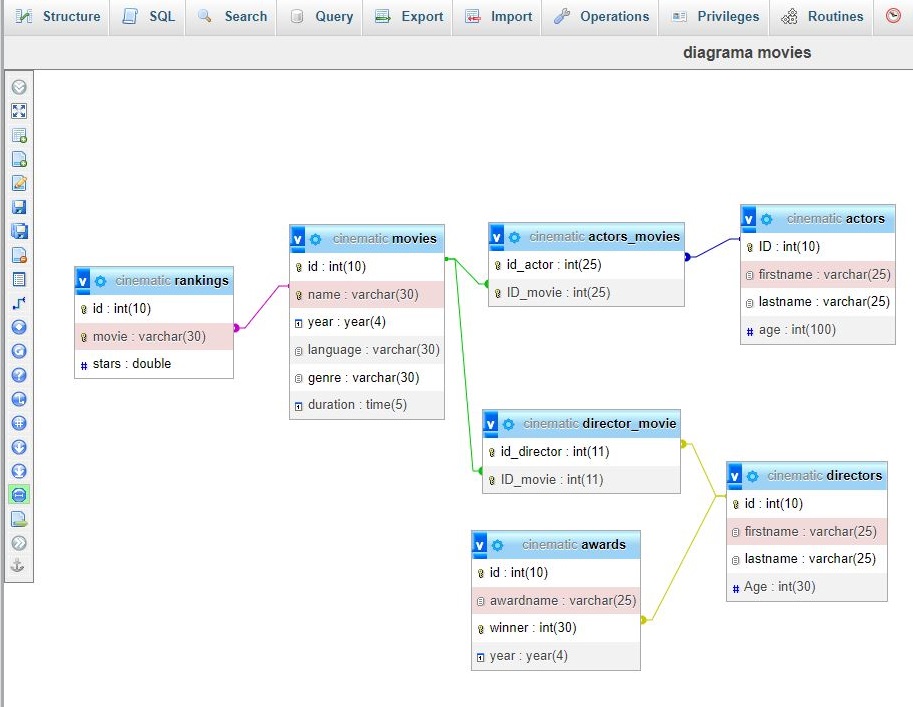 Structure SQL Search Query Export Import Operations Privileges Routines
diagrama movies
cinematic rankings
id : int(10)
movie : varchar(30)
# stars : double
cinematic movies
id : int(10)
name : varchar(30)
year : year(4)
language : varchar(30)
genre : varchar(30)
duration : time(5)
cinematic actors_movies
id_actor : int(25)
ID_movie : int(25)
cinematic actors
ID : int(10)
firstname : varchar(25)
lastname : varchar(25)
# age : int(100)
cinematic director_movie
id_director : int(11)
ID_movie : int(11)
cinematic directors
id : int(10)
firstname : varchar(25)
lastname : varchar(25)
# Age : int(30)
cinematic awards
id : int(10)
awardname : varchar(25)
winner : int(30)
year : year(4)